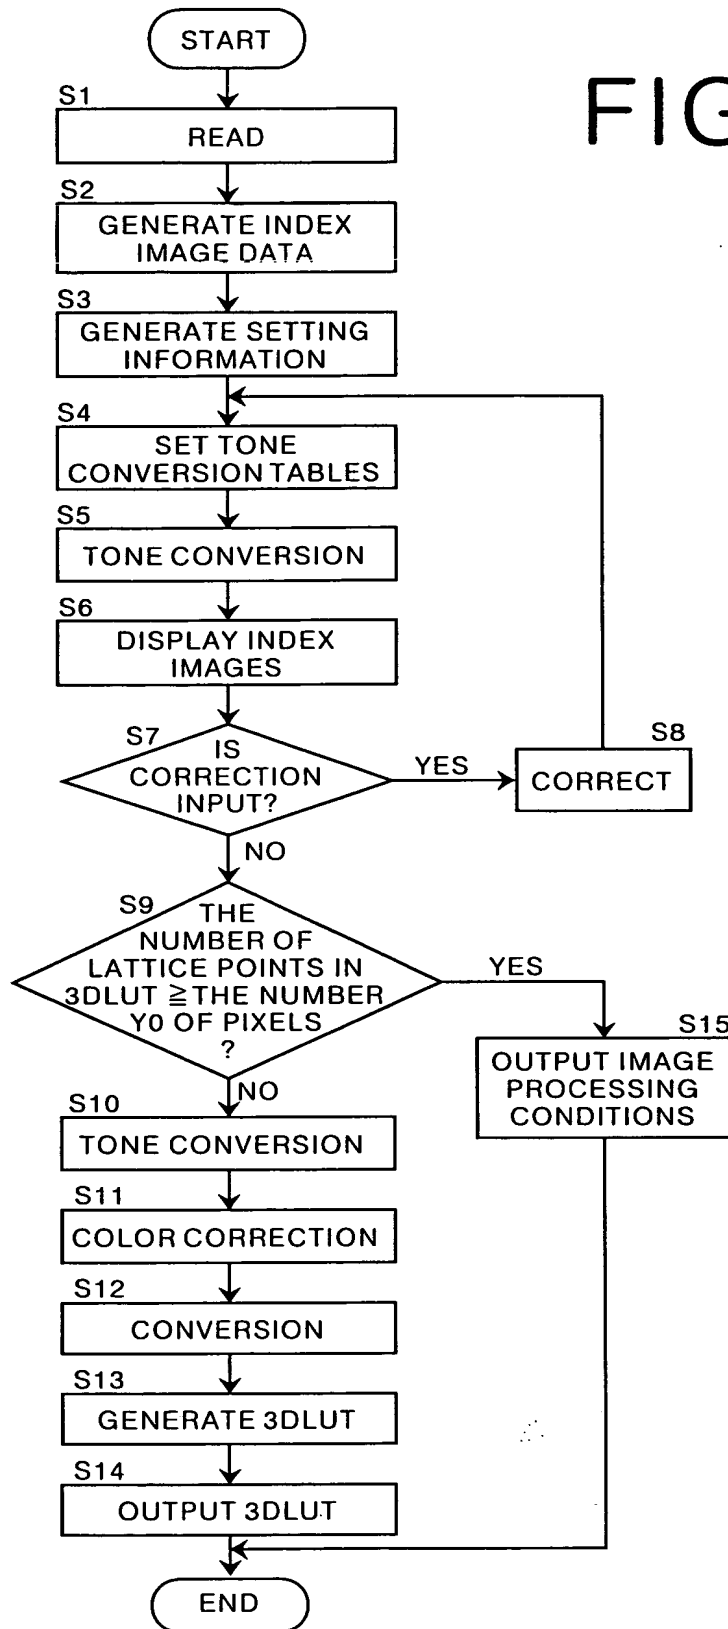 START
FIG
S1
READ
S2
GENERATE INDEX
IMAGE DATA
S3
GENERATE SETTING
INFORMATION
S4
SET TONE
CONVERSION TABLES
S5
TONE CONVERSION
S6
DISPLAY INDEX
IMAGES
S7
IS
CORRECTION
INPUT?
YES
S8
CORRECT
NO
S9
THE
NUMBER OF
LATTICE POINTS IN
3DLUT ≧ THE NUMBER
Y0 OF PIXELS
?
YES
S15
OUTPUT IMAGE
PROCESSING
CONDITIONS
NO
S10
TONE CONVERSION
S11
COLOR CORRECTION
S12
CONVERSION
S13
GENERATE 3DLUT
S14
OUTPUT 3DLUT
END